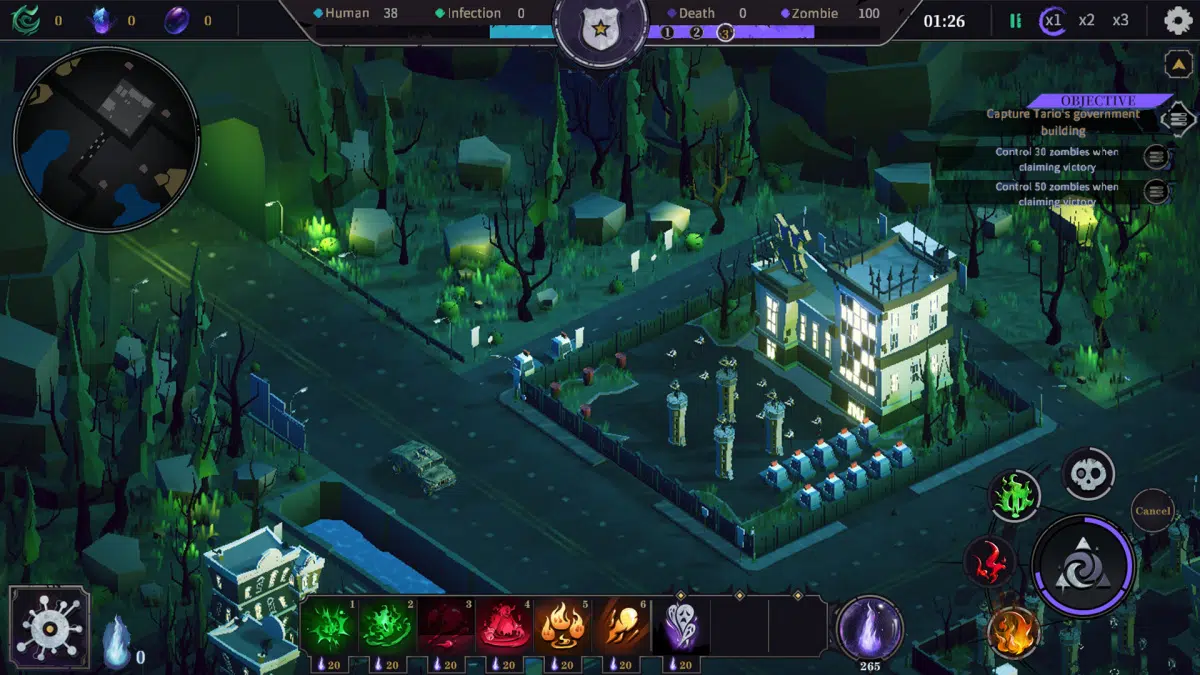 0 0 0
Human 38 Infection 0 Death 0 Zombie 100
1 2 3
01:26 x1 x2 x3
OBJECTIVE
Capture Tario's government
building
Control 30 zombies when
claiming victory
Control 50 zombies when
claiming victory
Cancel
1 2 3 4 5 6
0
20 20 20 20 20 20 20
265